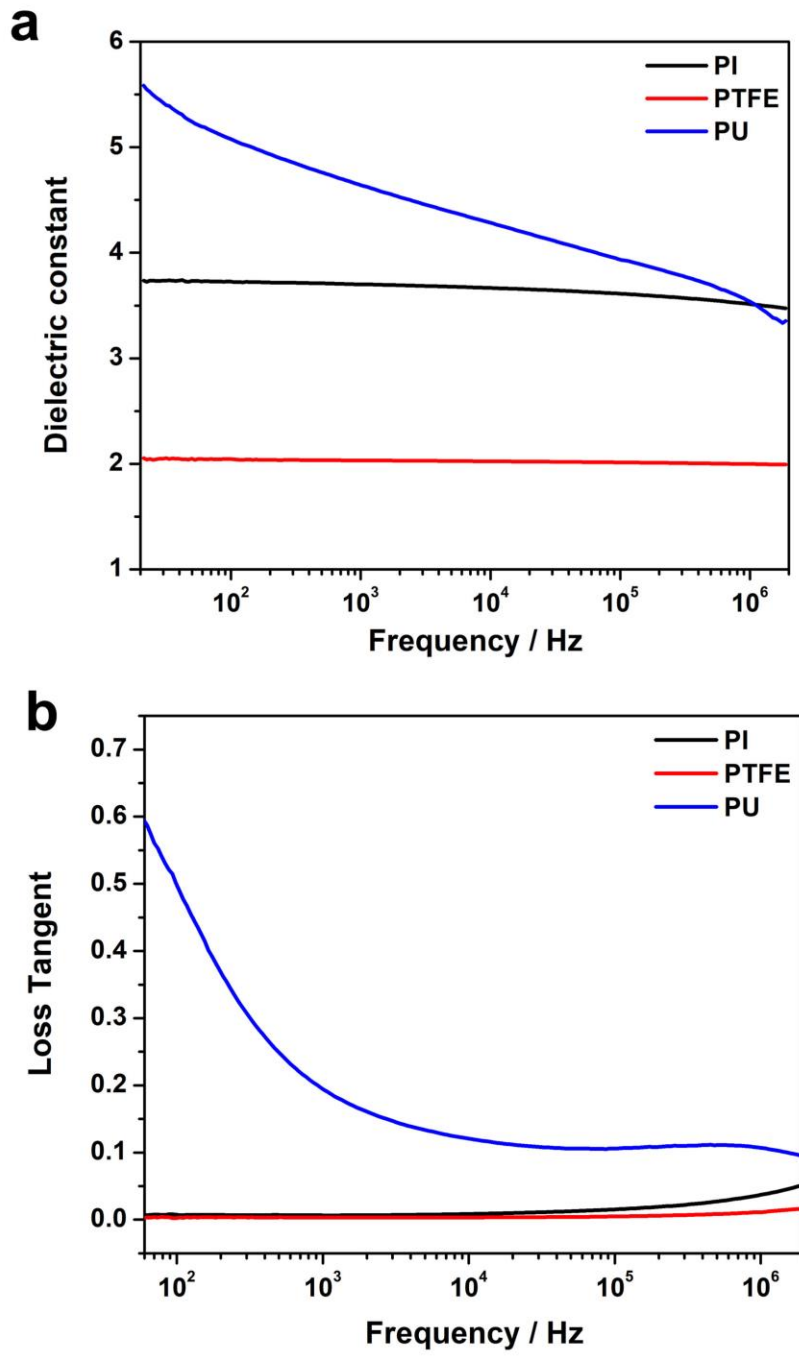 a
6
5
4
3
2
1
Dielectric constant
PI
PTFE
PU
10² 10³ 10⁴ 10⁵ 10⁶
Frequency / Hz
b
0.7
0.6
0.5
0.4
0.3
0.2
0.1
0.0
Loss Tangent
PI
PTFE
PU
10² 10³ 10⁴ 10⁵ 10⁶
Frequency / Hz